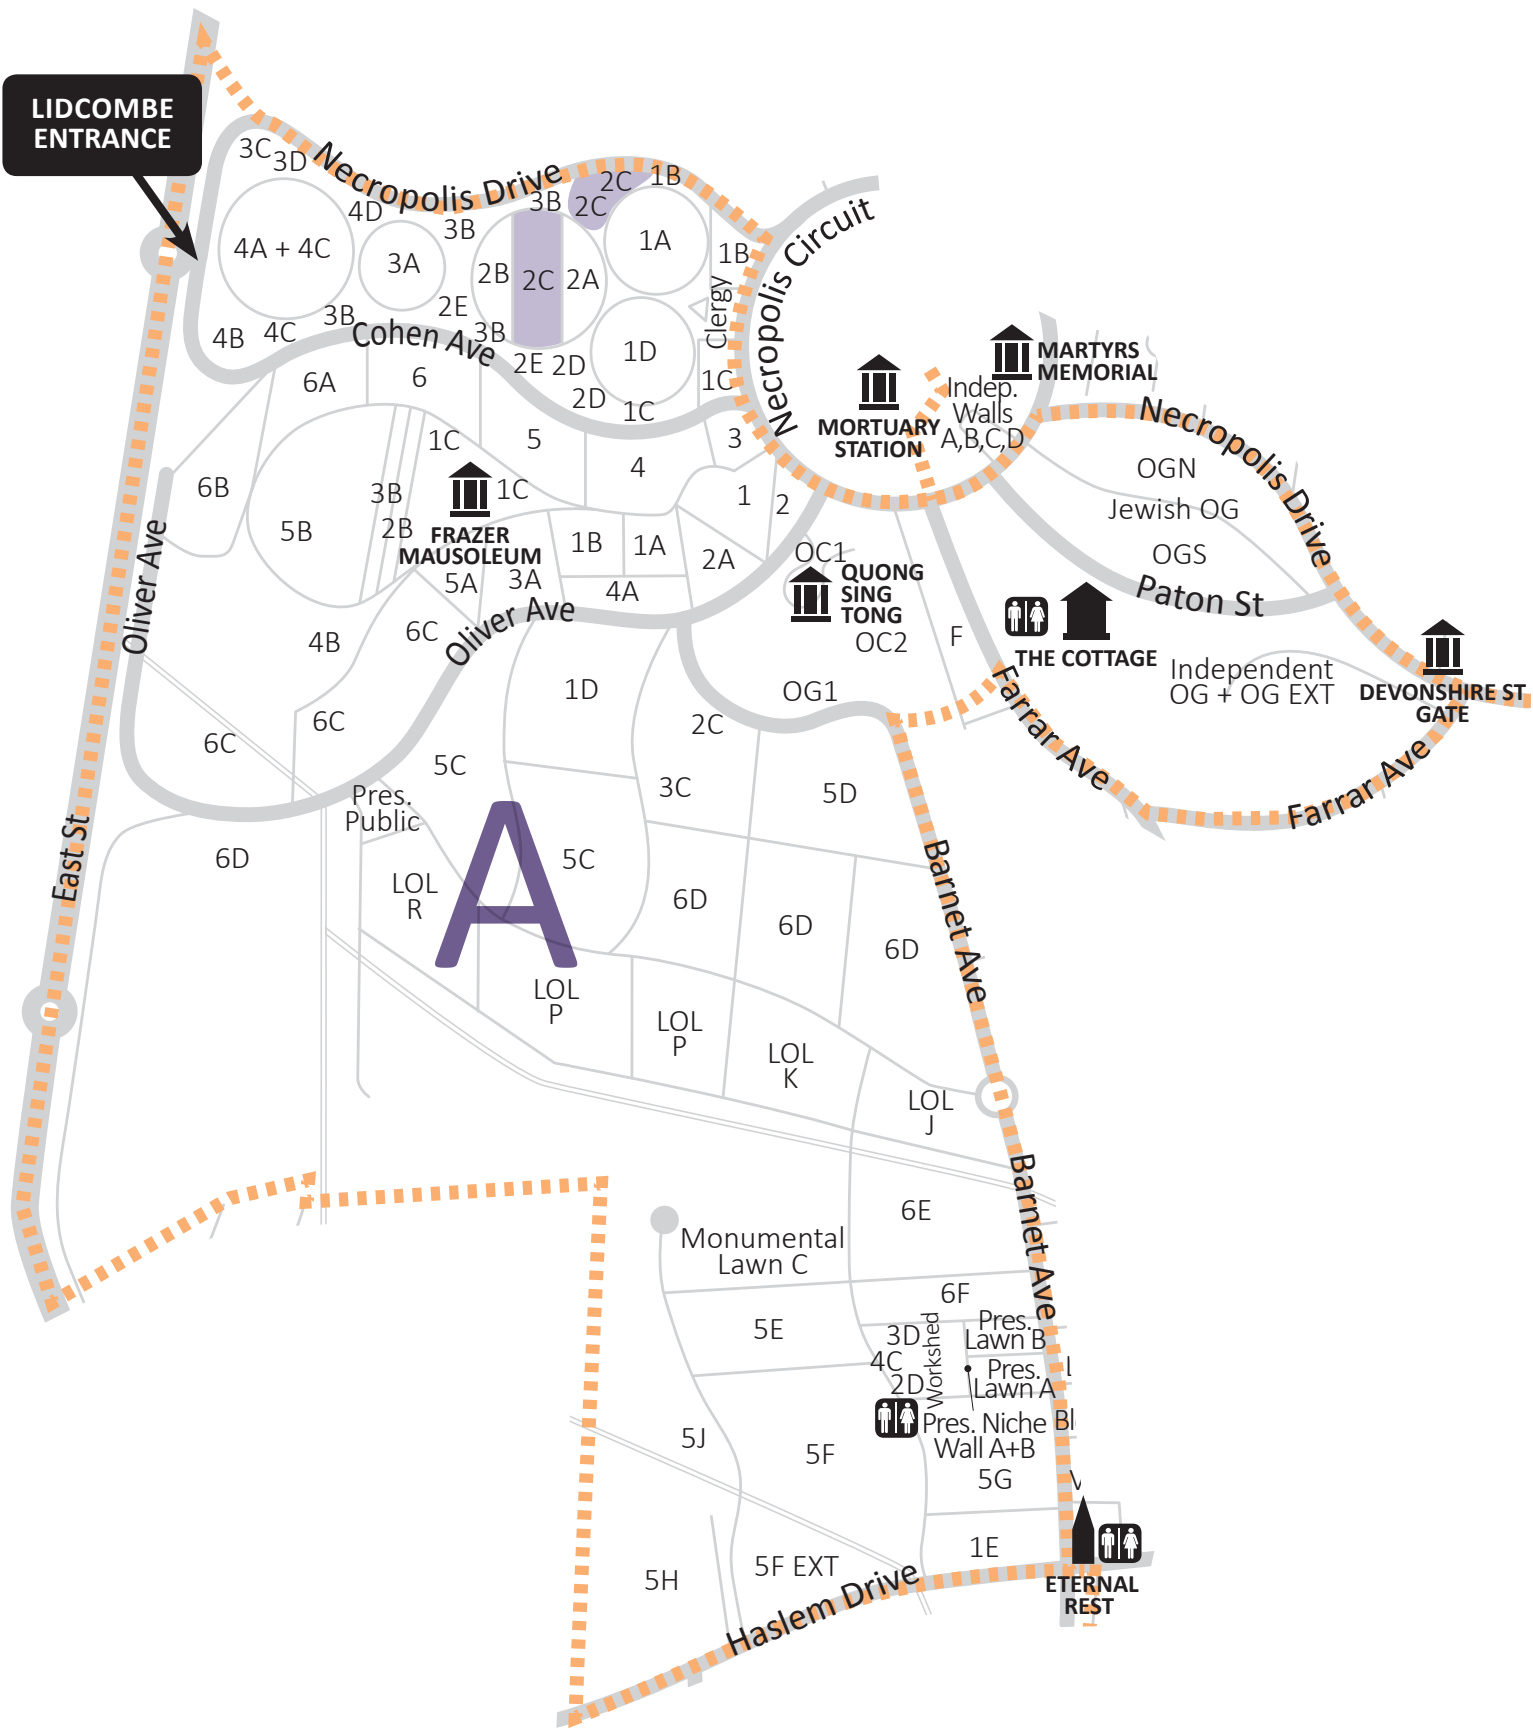 LIDCOMBE
ENTRANCE
3C
3D
Necropolis Drive
4D
3B
3B
2C
2C
1B
4A + 4C
3A
2B
2C
2A
1A
1B
Clergy
Necropolis Circuit
2E
3B
3B
4B
4C
Cohen Ave
2E
2D
1D
1C
2D
1C
6A
6
5
4
3
1C
1C
6B
5B
3B
2B
FRAZER
MAUSOLEUM
1
2
1B
1A
2A
5A
3A
4A
Oliver Ave
Oliver Ave
4B
6C
6C
6C
MORTUARY
STATION
MARTYRS
MEMORIAL
Indep.
Walls
A,B,C,D
Necropolis Drive
OGN
Jewish OG
OGS
Paton St
OC1
QUONG
SING
TONG
OC2
F
THE COTTAGE
Independent
OG + OG EXT
DEVONSHIRE ST
GATE
OG1
Farrar Ave
Farrar Ave
1D
2C
5C
3C
5D
Pres.
Public
A
5C
6D
LOL
R
6D
6D
6D
East St
Barnet Ave
LOL
P
LOL
P
LOL
K
LOL
J
Barnet Ave
6E
Monumental
Lawn C
6F
5E
3D
4C
2D
Workshed
Pres.
Lawn B
Pres.
Lawn A
Pres. Niche
Wall A+B
5J
5F
5G
1E
5H
5F EXT
Haslem Drive
ETERNAL
REST